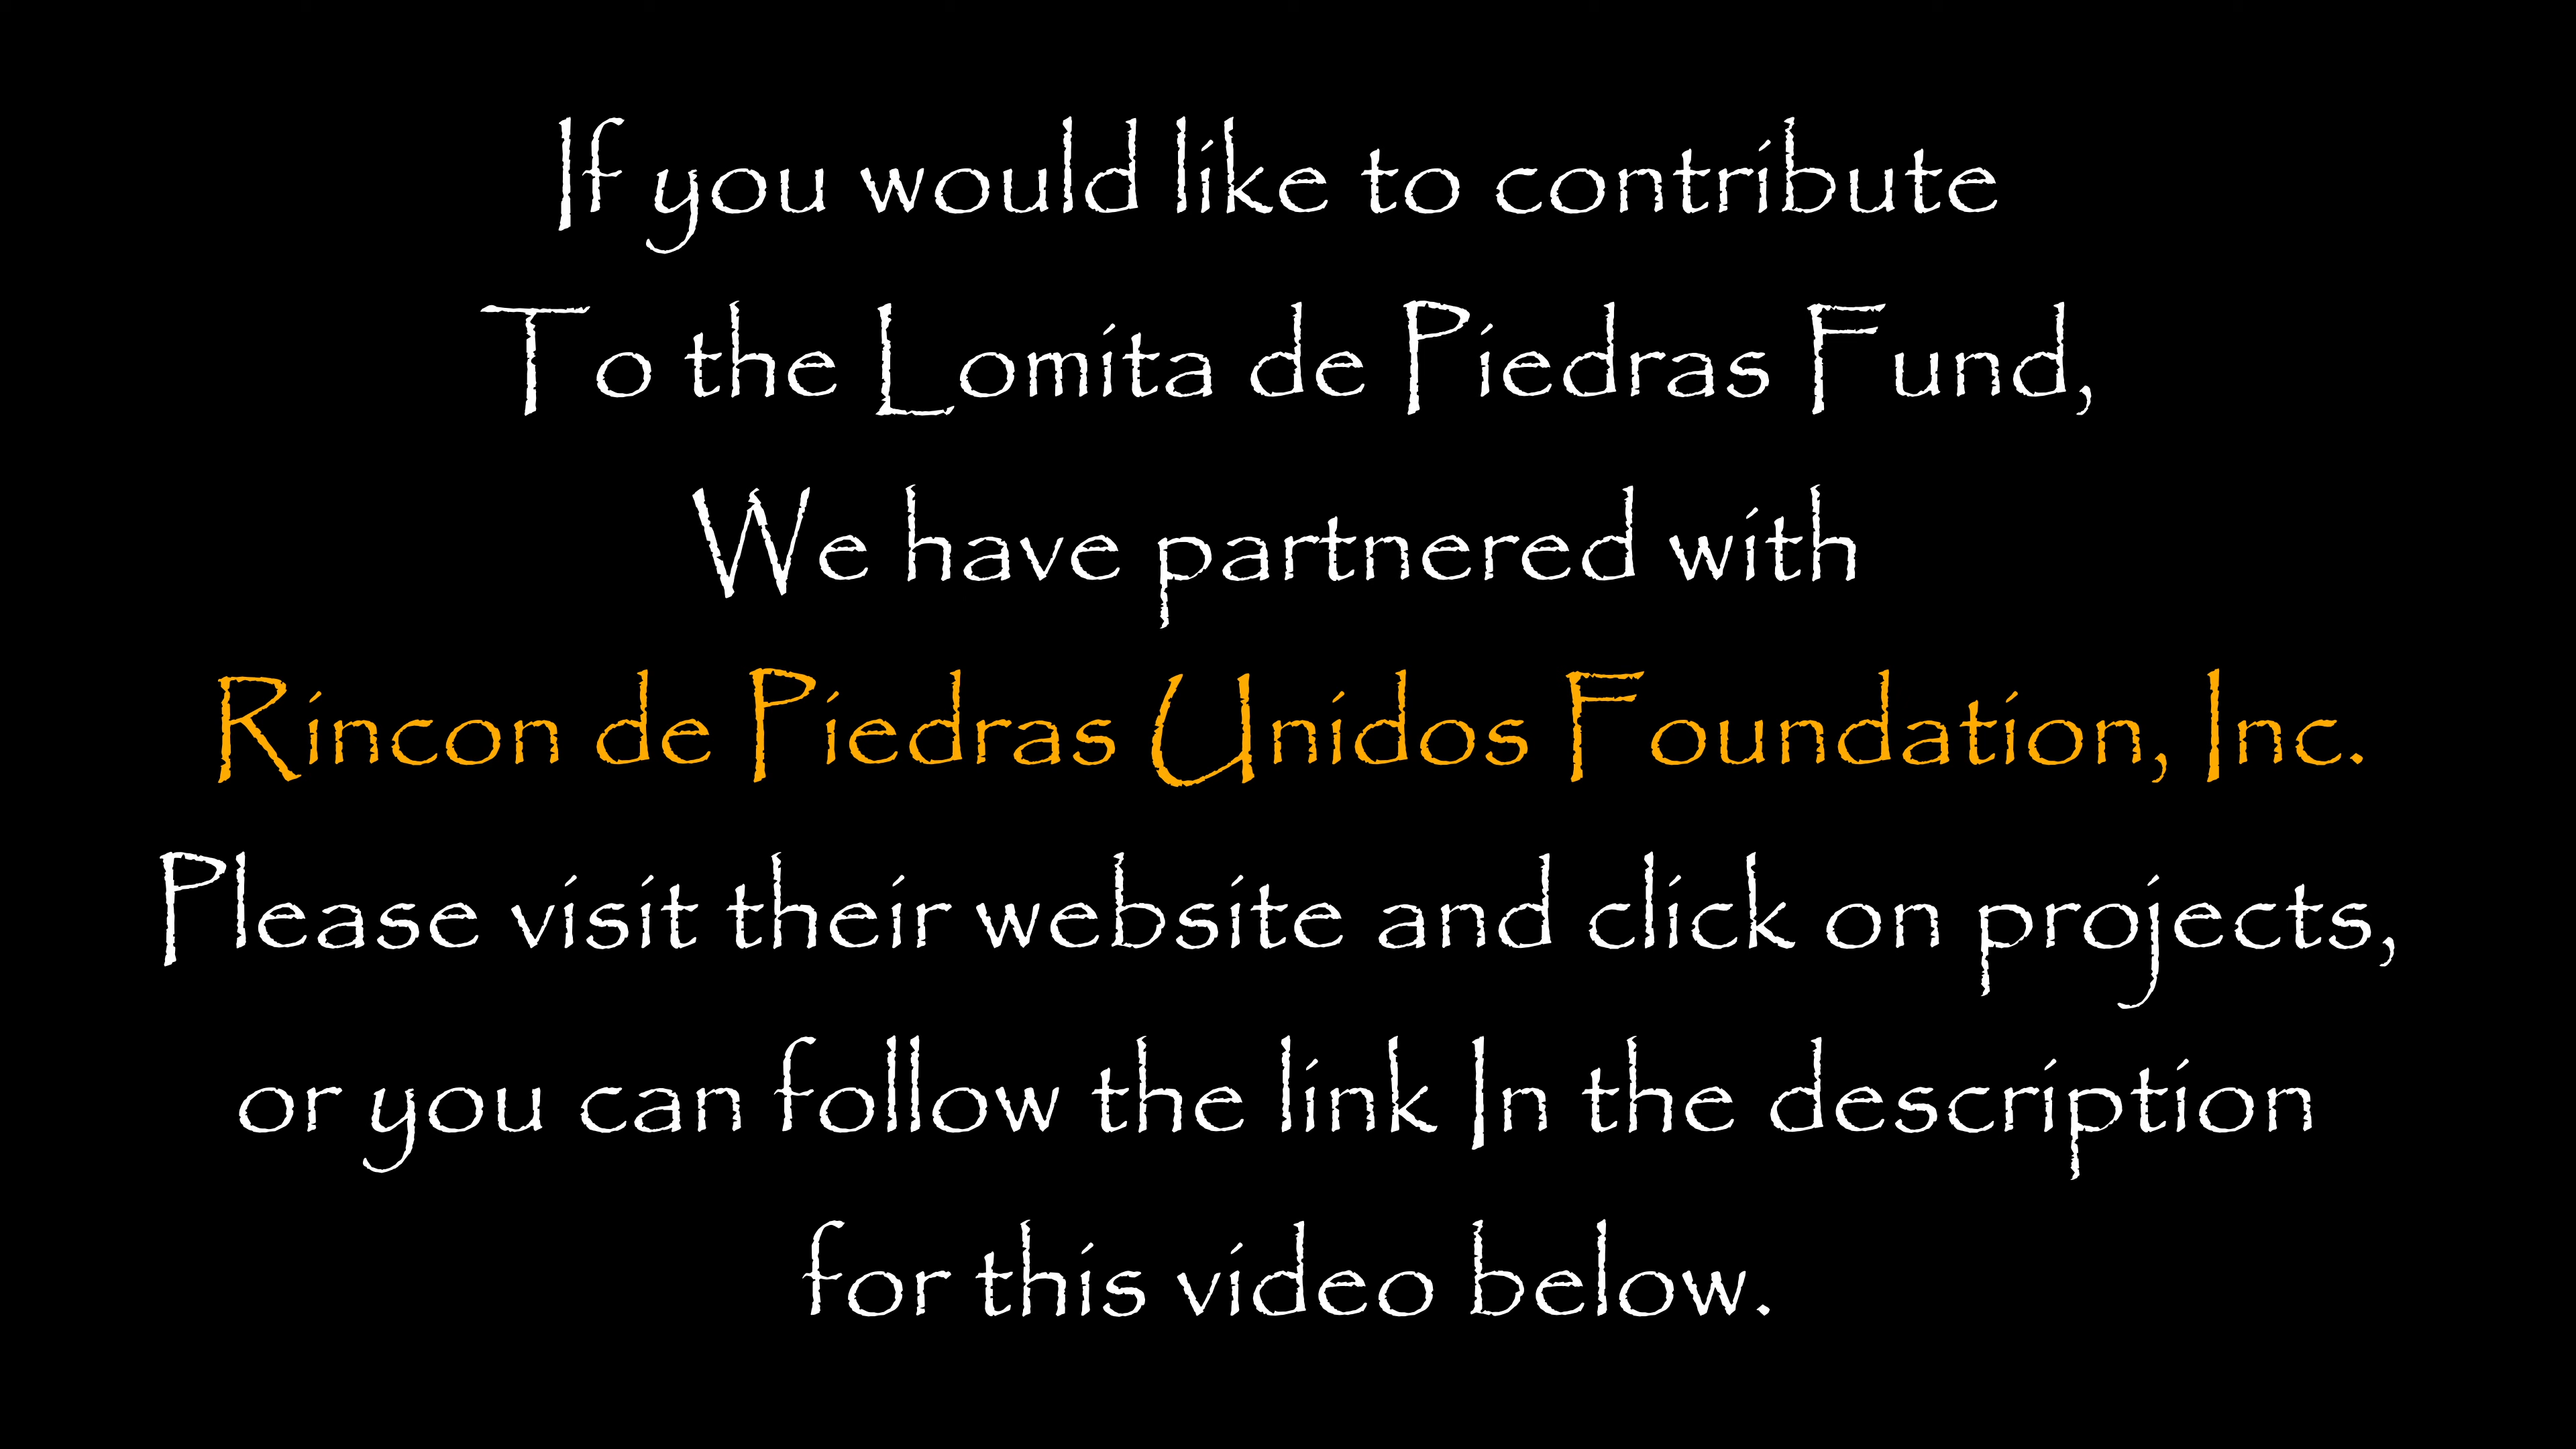 If you would like to contribute
To the Lomita de Piedras Fund,
We have partnered with
Rincon de Piedras Unidos Foundation, Inc.
Please visit their website and click on projects,
or you can follow the link In the description
for this video below.